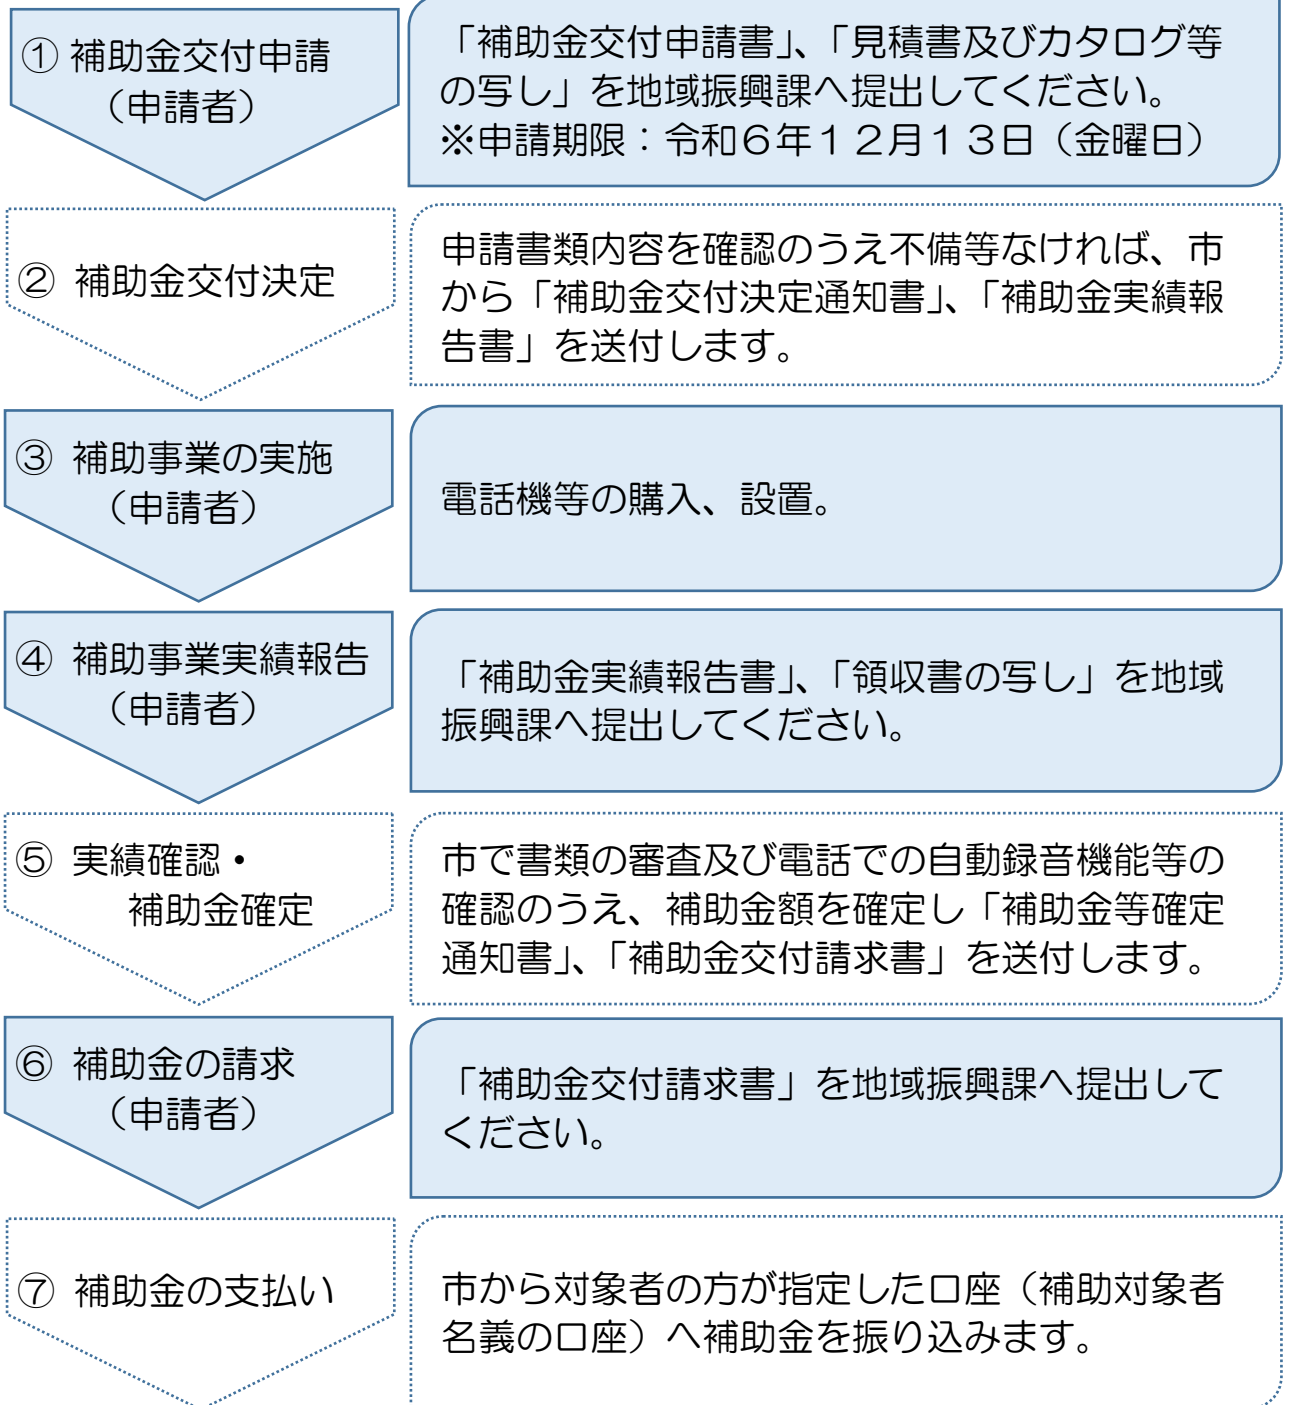 ① 補助金交付申請
（申請者）
「補助金交付申請書」、「見積書及びカタログ等
の写し」を地域振興課へ提出してください。
※申請期限：令和６年１２月１３日（金曜日）
② 補助金交付決定
申請書類内容を確認のうえ不備等なければ、市
から「補助金交付決定通知書」、「補助金実績報
告書」を送付します。
③ 補助事業の実施
（申請者）
電話機等の購入、設置。
④ 補助事業実績報告
（申請者）
「補助金実績報告書」、「領収書の写し」を地域
振興課へ提出してください。
⑤ 実績確認・
補助金確定
市で書類の審査及び電話での自動録音機能等の
確認のうえ、補助金額を確定し「補助金等確定
通知書」、「補助金交付請求書」を送付します。
⑥ 補助金の請求
（申請者）
「補助金交付請求書」を地域振興課へ提出して
ください。
⑦ 補助金の支払い
市から対象者の方が指定した口座（補助対象者
名義の口座）へ補助金を振り込みます。